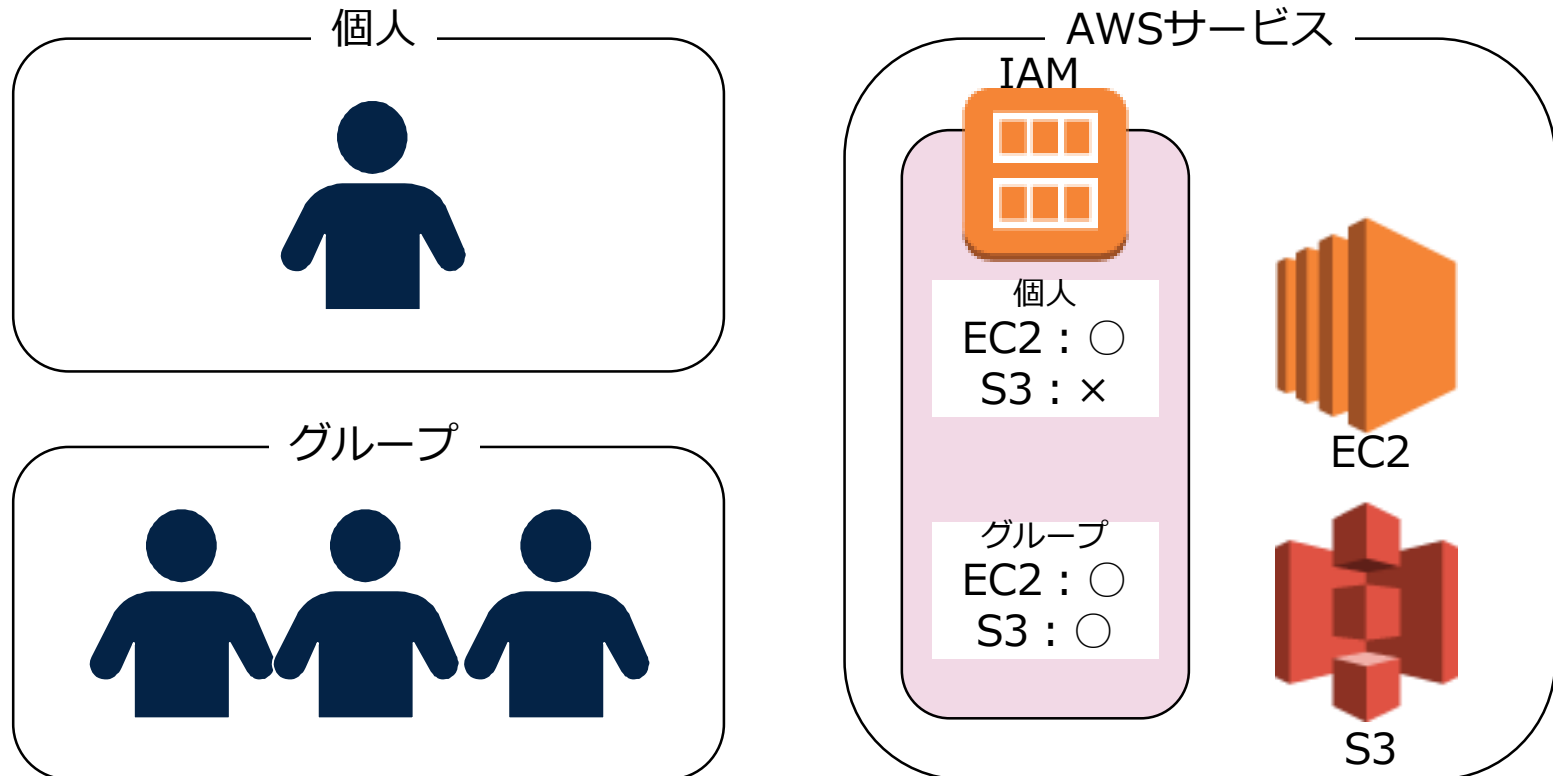 個人
グループ
AWSサービス
IAM
個人
EC2：○
S3：×
グループ
EC2：○
S3：○
EC2
S3